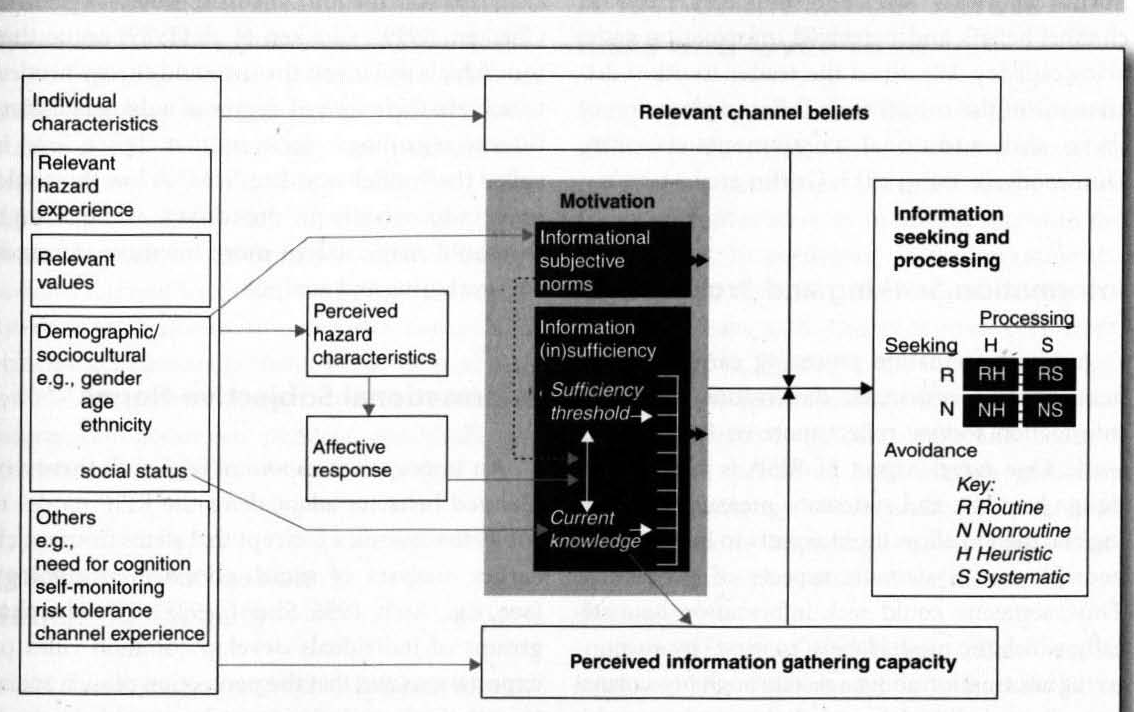 Individual
characteristics
Relevant
hazard
experience
Relevant
values
Demographic/
sociocultural
e.g., gender
age
ethnicity
social status
Others
e.g.,
need for cognition
self-monitoring
risk tolerance
channel experience
Perceived
hazard
characteristics
Affective
response
Relevant channel beliefs
Motivation
Informational
subjective
norms
Information
(in)sufficiency
Sufficiency
threshold
Current
knowledge
Perceived information gathering capacity
Information
seeking and
processing
Processing
Seeking H S
R RH RS
N NH NS
Avoidance
Key:
R Routine
N Nonroutine
H Heuristic
S Systematic